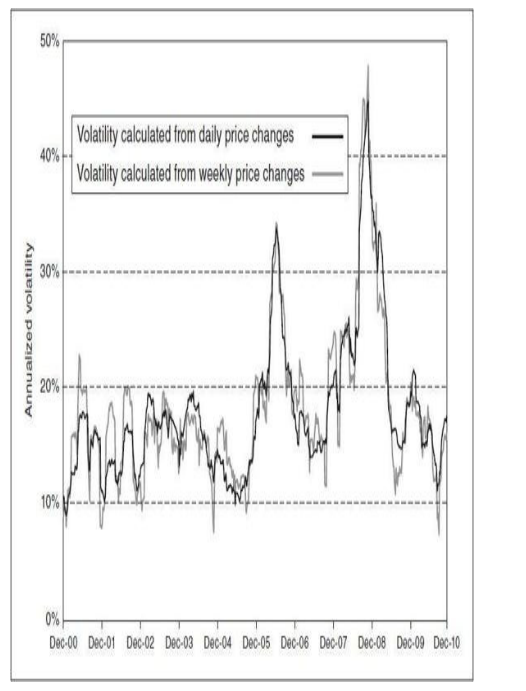 50%
Volatility calculated from daily price changes
40%
Volatility calculated from weekly price changes
Annualized volatility
30%
20%
10%
0%
Dec-00 Dec-01 Dec-02 Dec-03 Dec-04 Dec-05 Dec-06 Dec-07 Dec-08 Dec-09 Dec-10